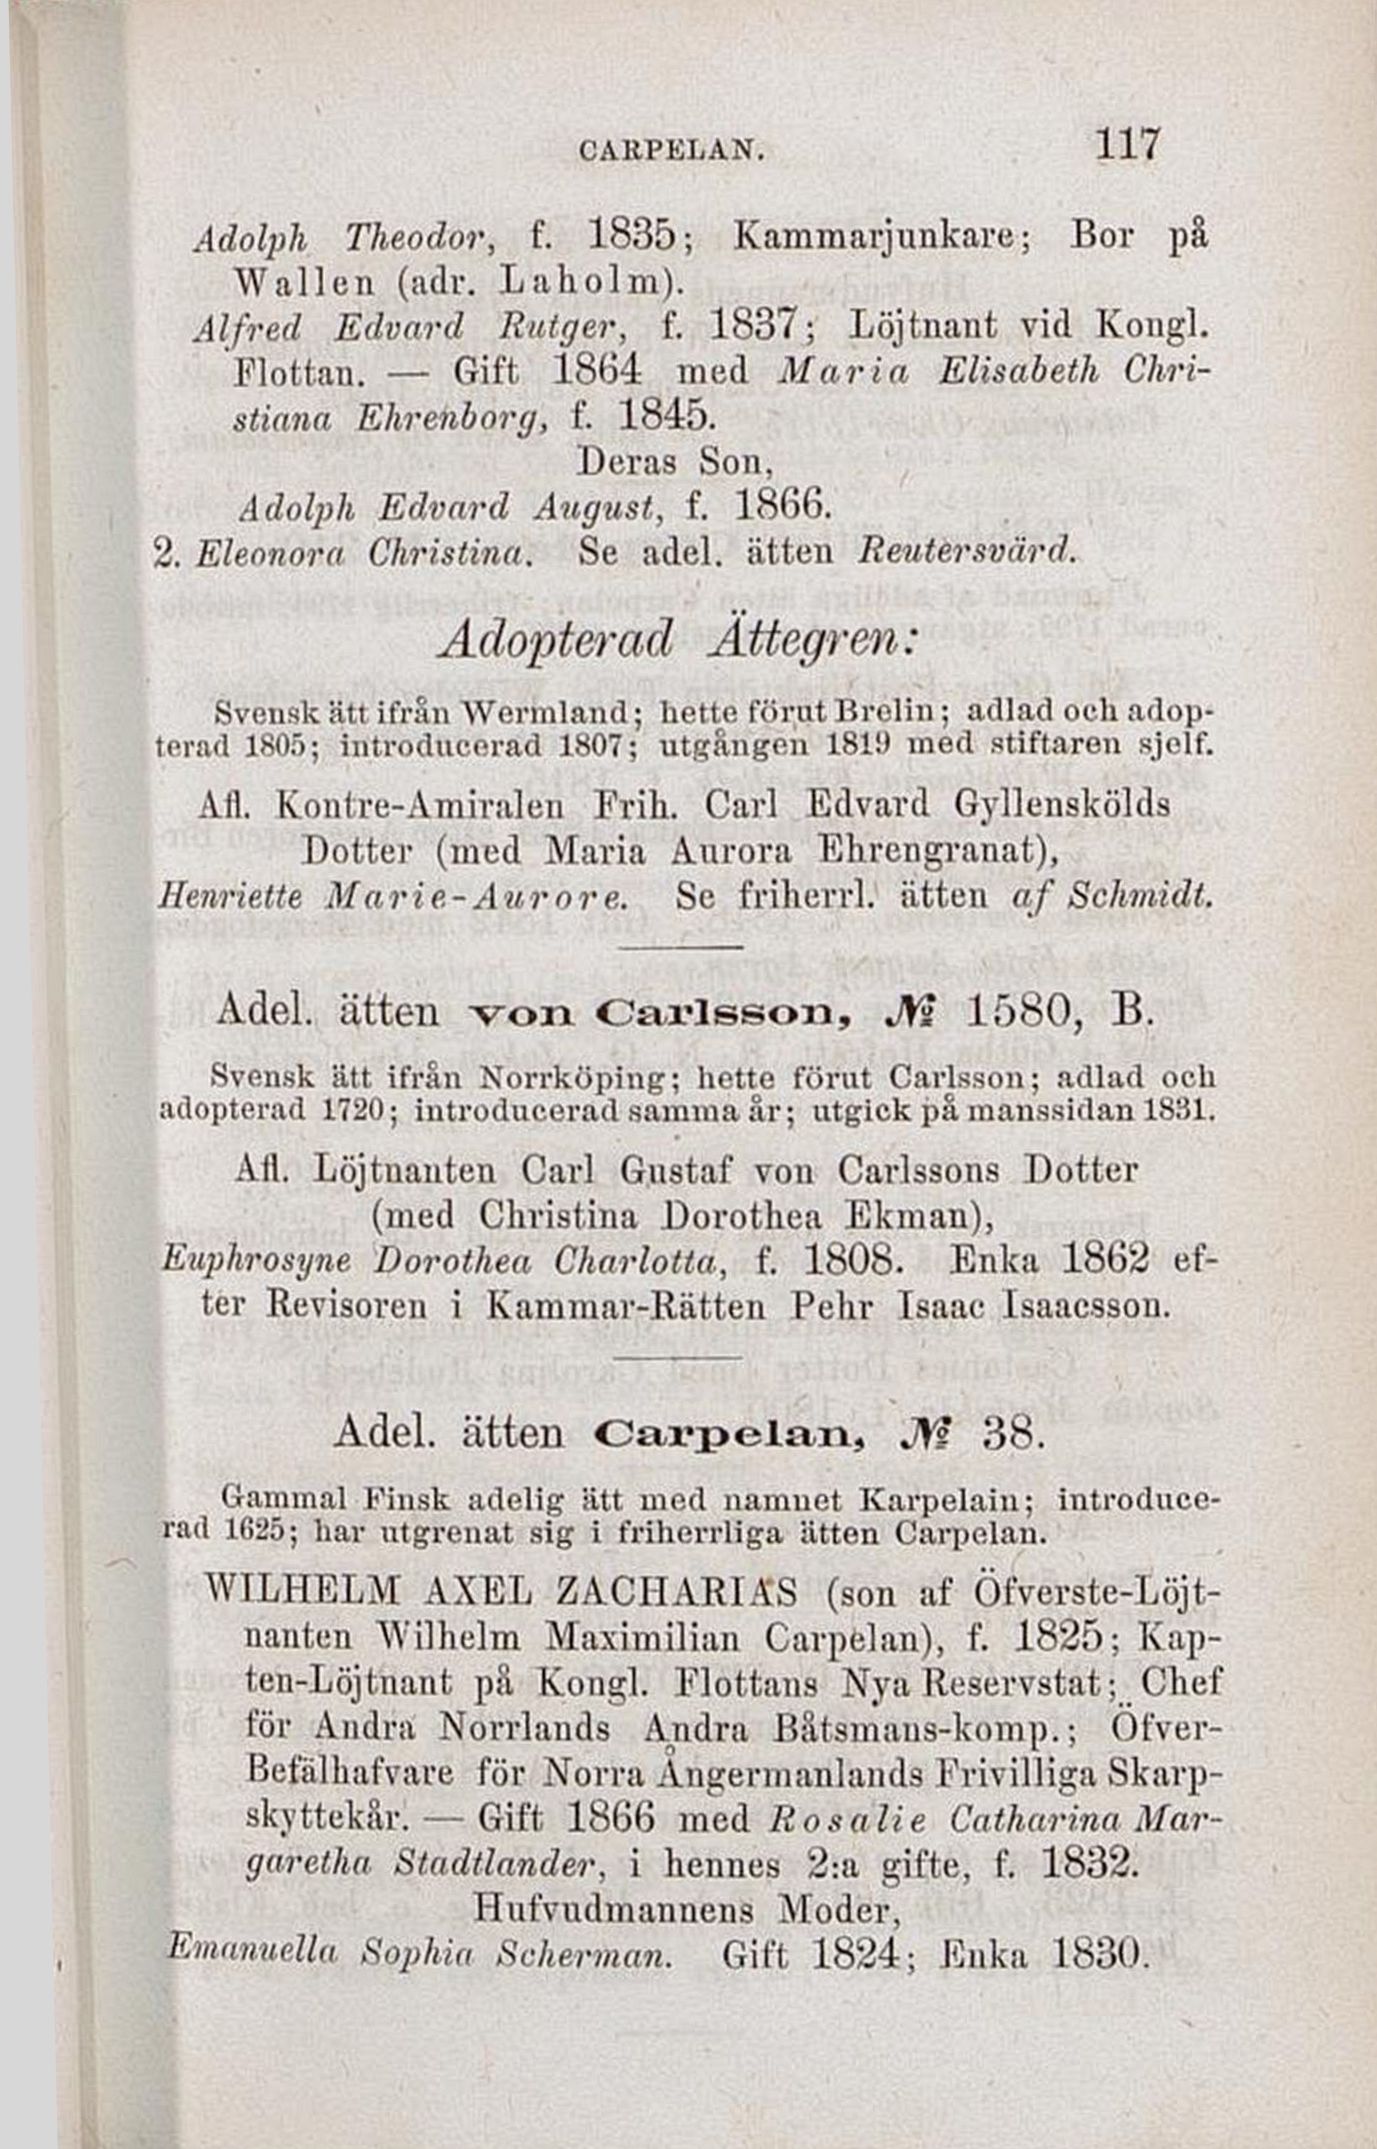 CARPELAN. 117
Adolph Theodor, f. 1835; Kammarjunkare; Bor på
Wallen (adr. Laholm).
Alfred Edvard Rutger, f. 1837; Löjtnant vid Kongl.
Flottan. — Gift 1864 med Maria Elisabeth Chri-
stiana Ehrenborg, f. 1845.
Deras Son,
Adolph Edvard August, f. 1866.
2. Eleonora Christina. Se adel. ätten Reutersvärd.
Adopterad Ättegren:
Svensk ätt ifrån Wermland; hette förut Brelin; adlad och adop-
terad 1805; introducerad 1807; utgången 1819 med stiftaren sjelf.
Afl. Kontre-Amiralen Frih. Carl Edvard Gyllenskölds
Dotter (med Maria Aurora Ehrengranat),
Henriette Marie-Aurore. Se friherrl. ätten af Schmidt.
Adel. ätten von Carlsson, № 1580, B.
Svensk ätt ifrån Norrköping; hette förut Carlsson; adlad och
adopterad 1720; introducerad samma år; utgick på manssidan 1831.
Afl. Löjtnanten Carl Gustaf von Carlssons Dotter
(med Christina Dorothea Ekman),
Euphrosyne Dorothea Charlotta, f. 1808. Enka 1862 ef-
ter Revisoren i Kammar-Rätten Pehr Isaac Isaacsson.
Adel. ätten Carpelan, № 38.
Gammal Finsk adelig ätt med namnet Karpelain; introduce-
rad 1625; har utgrenat sig i friherrliga ätten Carpelan.
WILHELM AXEL ZACHARIAS (son af Öfverste-Löjt-
nanten Wilhelm Maximilian Carpelan), f. 1825; Kap-
ten-Löjtnant på Kongl. Flottans Nya Reservstat; Chef
för Andra Norrlands Andra Båtsmans-komp.; Öfver-
Befälhafvare för Norra Ångermanlands Frivilliga Skarp-
skyttekår. — Gift 1866 med Rosalie Catharina Mar-
garetha Stadtlander, i hennes 2:a gifte, f. 1832.
Hufvudmannens Moder,
Emanuella Sophia Scherman. Gift 1824; Enka 1830.